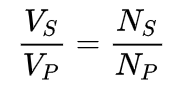 V_S / V_P = N_S / N_P